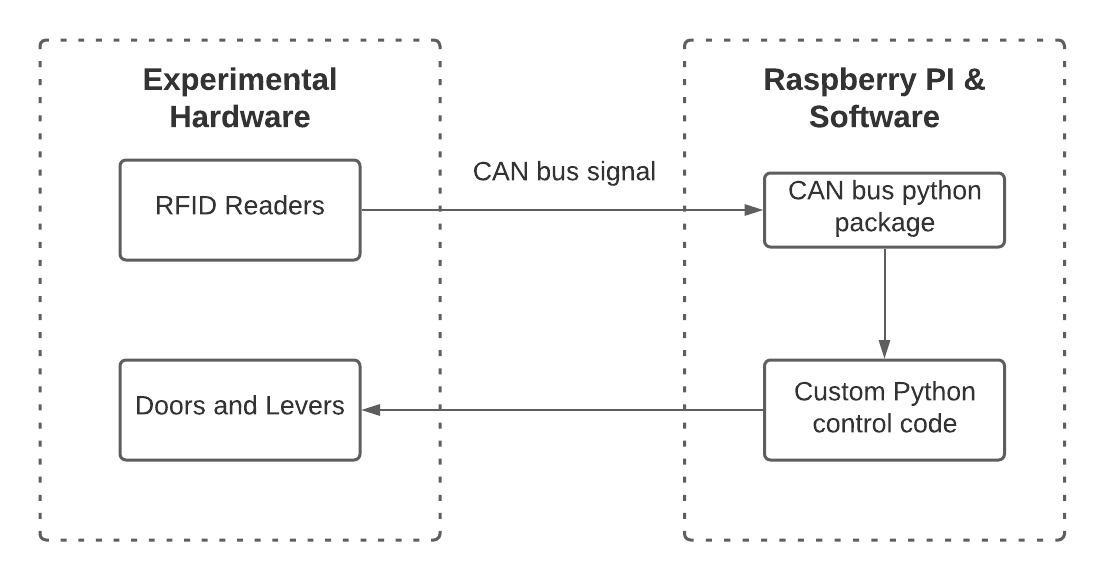 Experimental
Hardware
RFID Readers
Doors and Levers
CAN bus signal
Raspberry PI &
Software
CAN bus python
package
Custom Python
control code